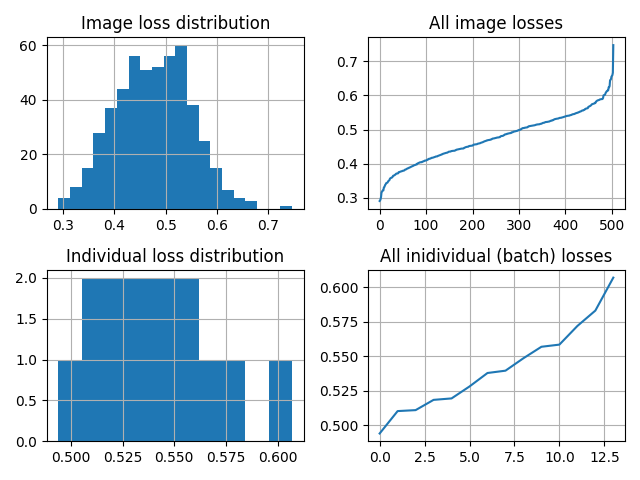 Image loss distribution
60
40
20
0
0.3 0.4 0.5 0.6 0.7
All image losses
0.7
0.6
0.5
0.4
0.3
0 100 200 300 400 500
Individual loss distribution
2.0
1.5
1.0
0.5
0.0
0.500 0.525 0.550 0.575 0.600
All inidividual (batch) losses
0.600
0.575
0.550
0.525
0.500
0.0 2.5 5.0 7.5 10.0 12.5